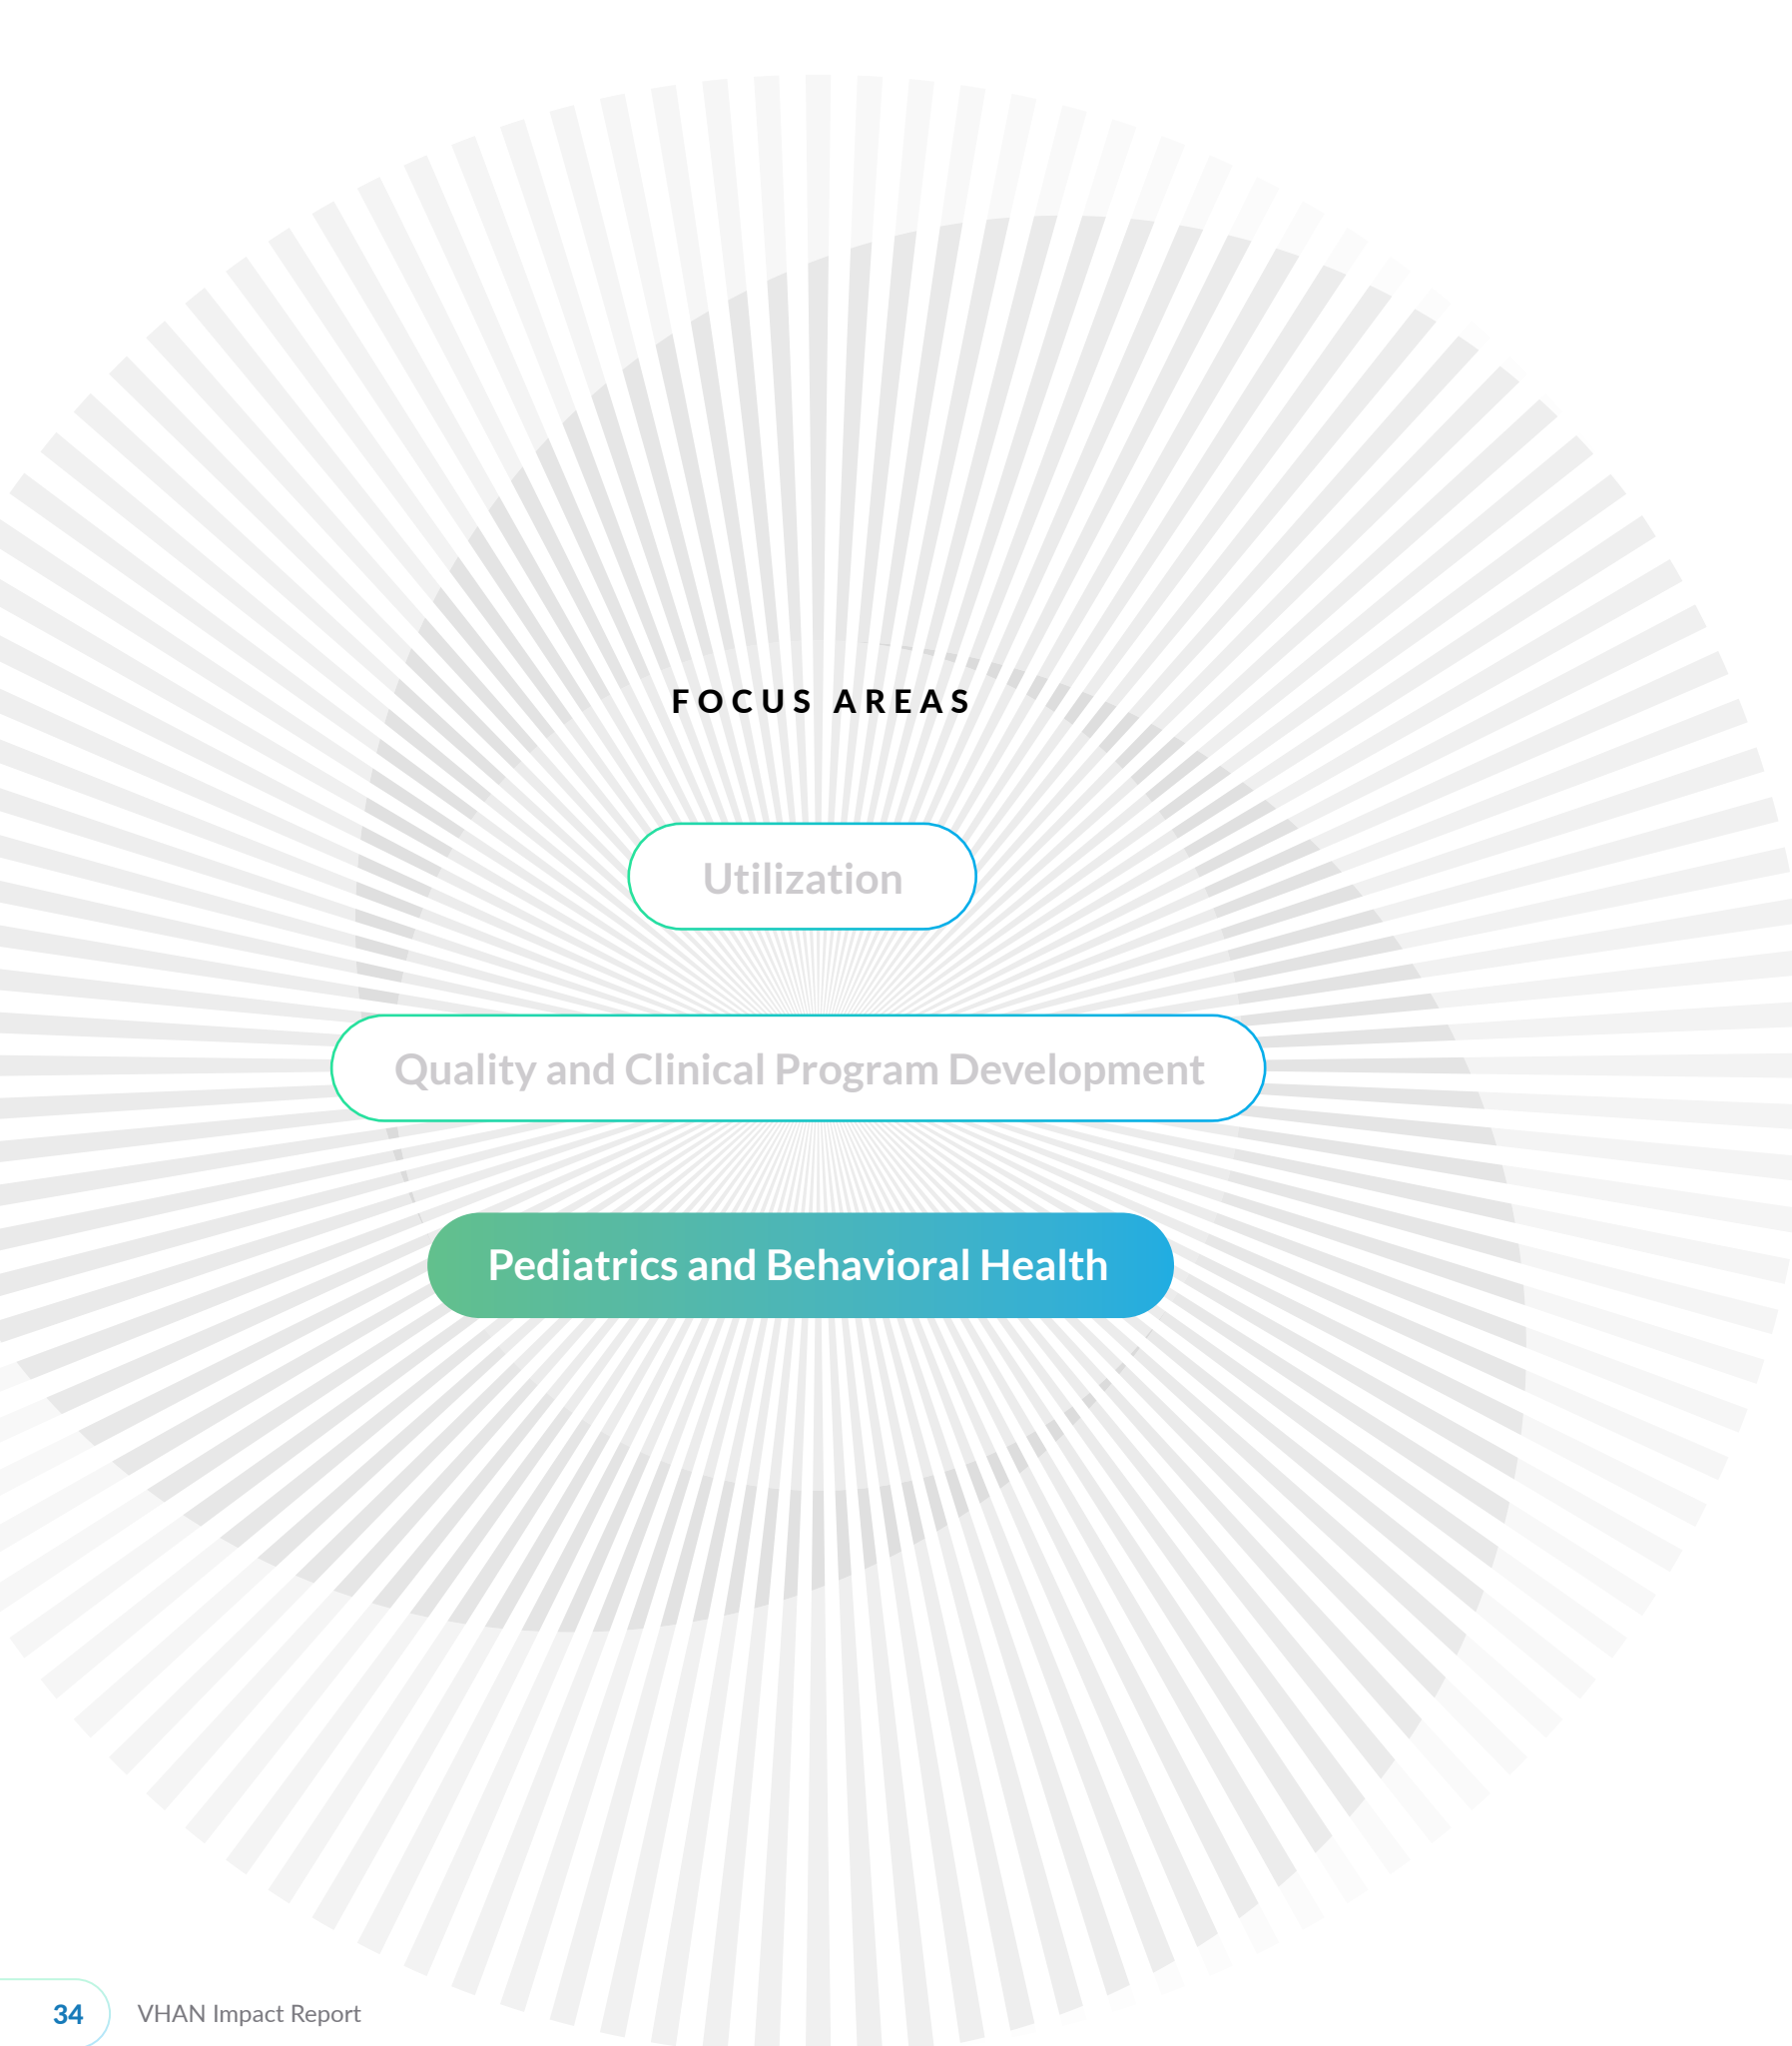 FOCUS AREAS
Utilization
Quality and Clinical Program Development
Pediatrics and Behavioral Health
34 VHAN Impact Report